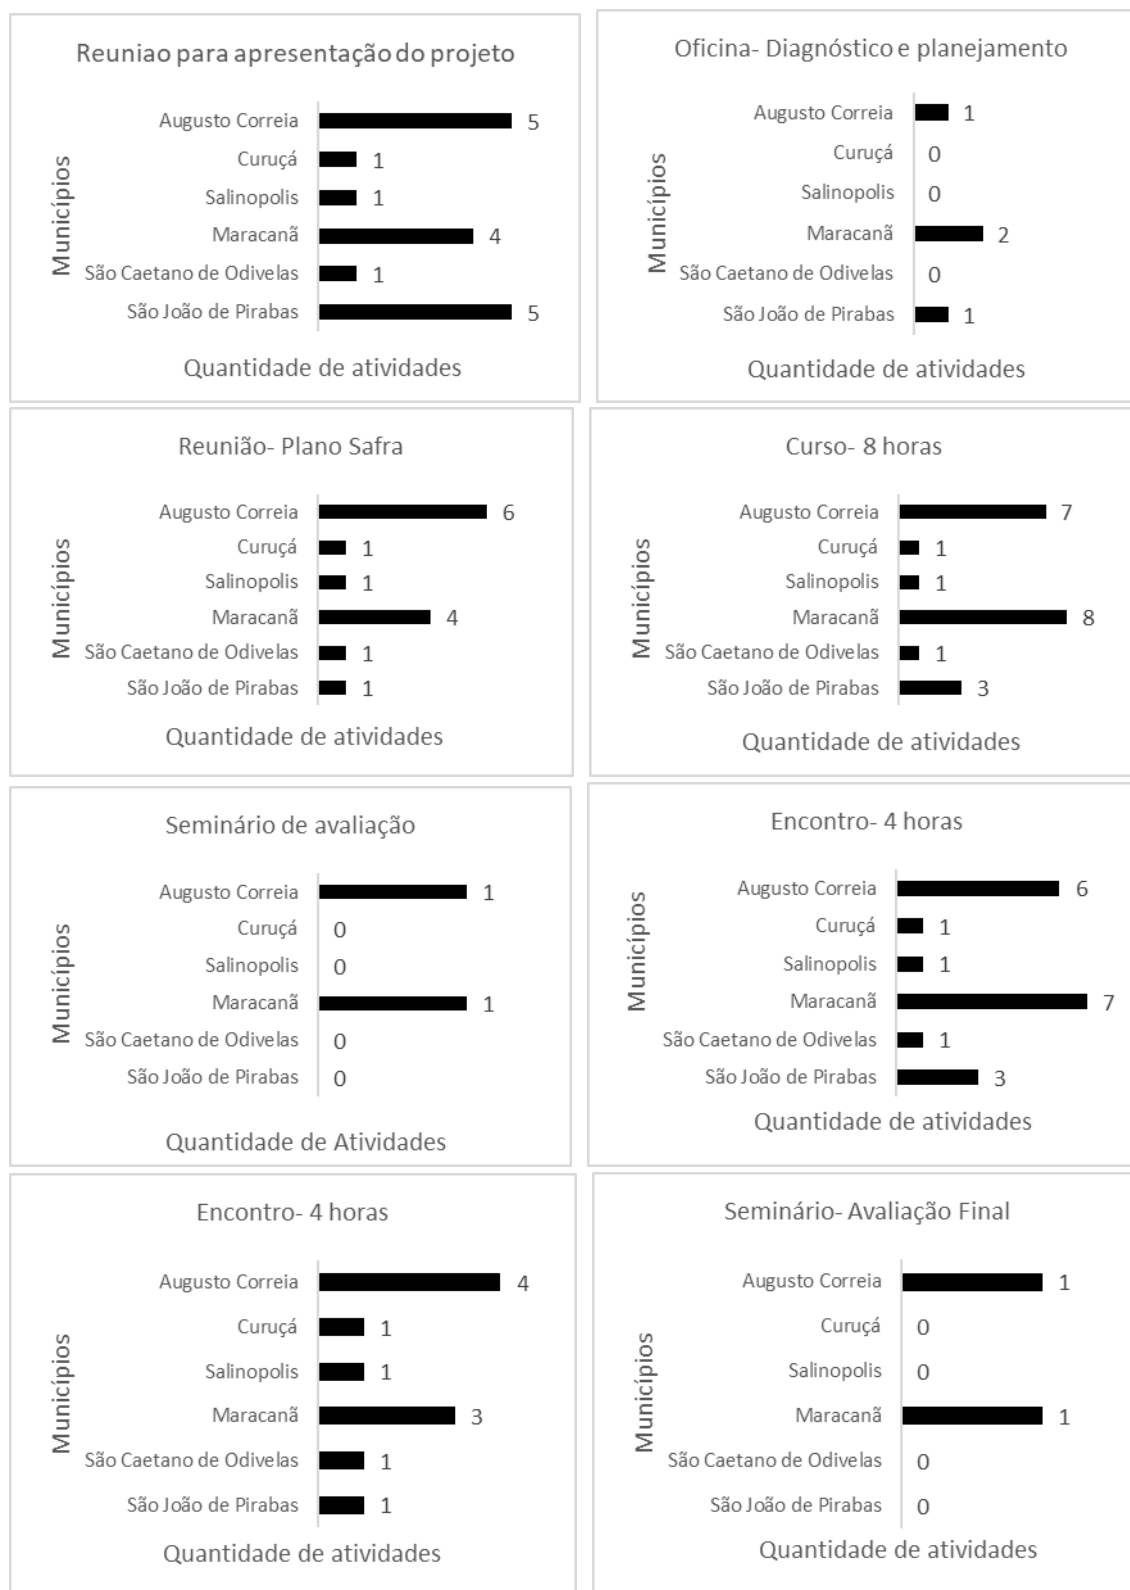 Reuniao para apresentação do projeto
Municípios
Augusto Correia 5
Curuçá 1
Salinopolis 1
Maracanã 4
São Caetano de Odivelas 1
São João de Pirabas 5
Quantidade de atividades
Oficina- Diagnóstico e planejamento
Municípios
Augusto Correia 1
Curuçá 0
Salinopolis 0
Maracanã 2
São Caetano de Odivelas 0
São João de Pirabas 1
Quantidade de atividades
Reunião- Plano Safra
Municípios
Augusto Correia 6
Curuçá 1
Salinopolis 1
Maracanã 4
São Caetano de Odivelas 1
São João de Pirabas 1
Quantidade de atividades
Curso- 8 horas
Municípios
Augusto Correia 7
Curuçá 1
Salinopolis 1
Maracanã 8
São Caetano de Odivelas 1
São João de Pirabas 3
Quantidade de atividades
Seminário de avaliação
Municípios
Augusto Correia 1
Curuçá 0
Salinopolis 0
Maracanã 1
São Caetano de Odivelas 0
São João de Pirabas 0
Quantidade de Atividades
Encontro- 4 horas
Municípios
Augusto Correia 6
Curuçá 1
Salinopolis 1
Maracanã 7
São Caetano de Odivelas 1
São João de Pirabas 3
Quantidade de atividades
Encontro- 4 horas
Municípios
Augusto Correia 4
Curuçá 1
Salinopolis 1
Maracanã 3
São Caetano de Odivelas 1
São João de Pirabas 1
Quantidade de atividades
Seminário- Avaliação Final
Municípios
Augusto Correia 1
Curuçá 0
Salinopolis 0
Maracanã 1
São Caetano de Odivelas 0
São João de Pirabas 0
Quantidade de atividades